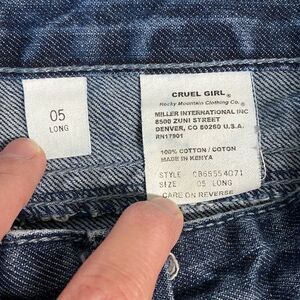 05
LONG
CRUEL GIRL®
Rocky Mountain Clothing Co.®
MILLER INTERNATIONAL INC
8500 ZUNI STREET
DENVER, CO 80260 U.S.A.
RN17901
100% COTTON / COTON
MADE IN KENYA
STYLE CB65554071
SIZE 05 LONG
CARE ON REVERSE